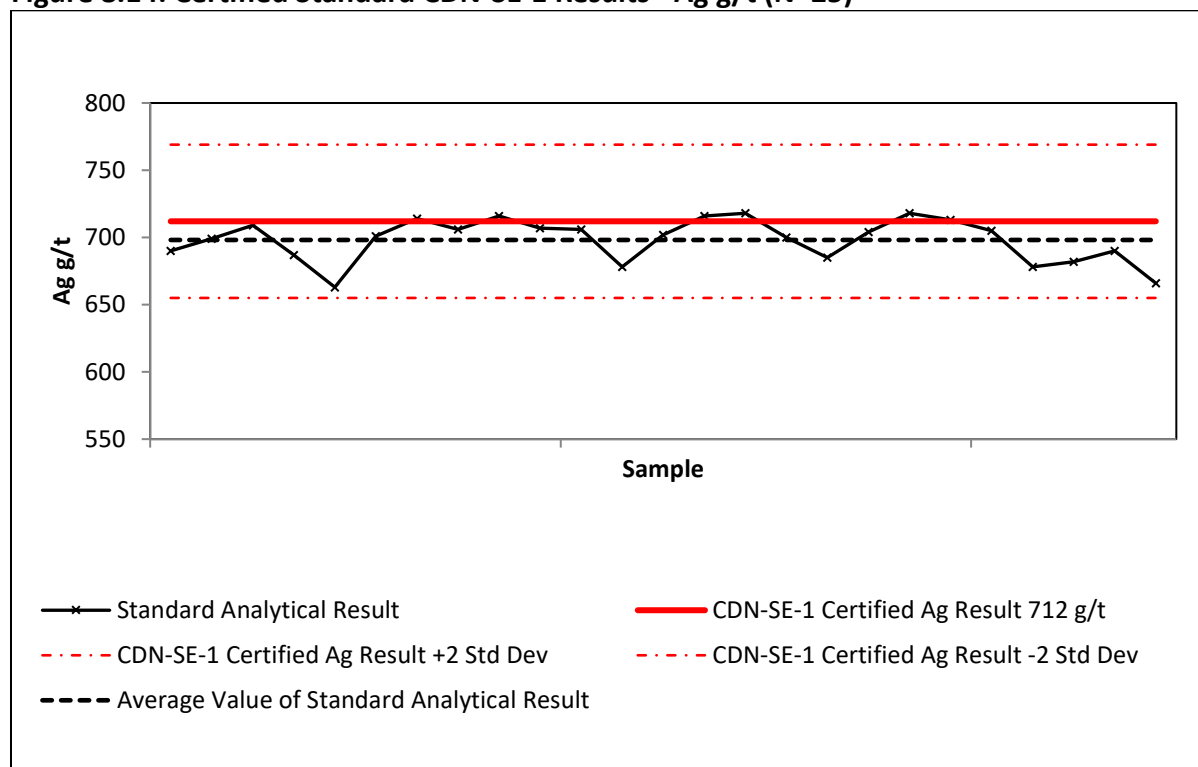 800
750
700
650
600
550
Ag g/t
Sample
Standard Analytical Result
CDN-SE-1 Certified Ag Result 712 g/t
CDN-SE-1 Certified Ag Result +2 Std Dev
CDN-SE-1 Certified Ag Result -2 Std Dev
Average Value of Standard Analytical Result